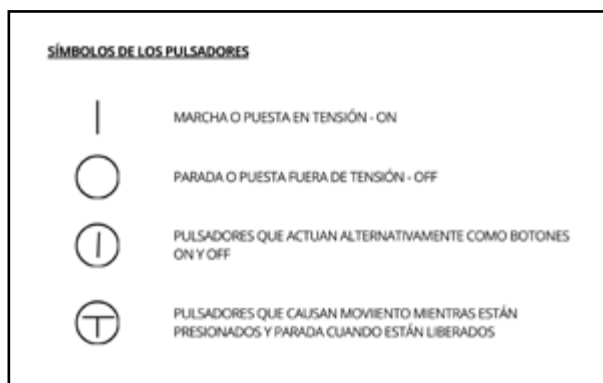 SÍMBOLOS DE LOS PULSADORES
MARCHA O PUESTA EN TENSIÓN - ON
PARADA O PUESTA FUERA DE TENSIÓN - OFF
PULSADORES QUE ACTUAN ALTERNATIVAMENTE COMO BOTONES
ON Y OFF
PULSADORES QUE CAUSAN MOVIIENTO MIENTRAS ESTÁN
PRESIONADOS Y PARADA CUANDO ESTÁN LIBERADOS